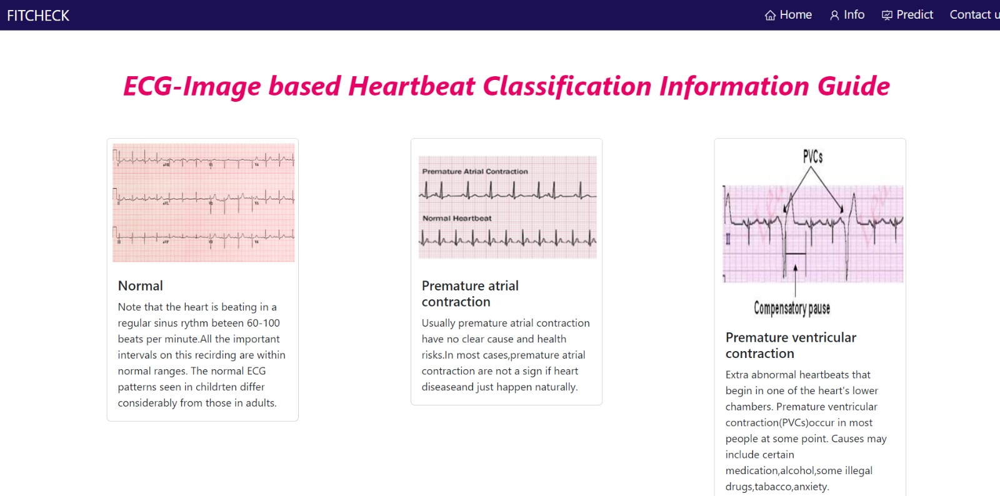 FITCHECK
Home
Info
Predict
Contact u
ECG-Image based Heartbeat Classification Information Guide
Normal
Note that the heart is beating in a
regular sinus rythm beteen 60-100
beats per minute.All the important
intervals on this recirding are within
normal ranges. The normal ECG
patterns seen in childrten differ
considerably from those in adults.
Premature Atrial Contraction
Normal Heartbeat
Premature atrial
contraction
Usually premature atrial contraction
have no clear cause and health
risks.In most cases,premature atrial
contraction are not a sign if heart
diseaseand just happen naturally.
PVCs
II
Compensatory pause
Premature ventricular
contraction
Extra abnormal heartbeats that
begin in one of the heart's lower
chambers. Premature ventricular
contraction(PVCs)occur in most
people at some point. Causes may
include certain
medication,alcohol,some illegal
drugs,tabacco,anxiety.